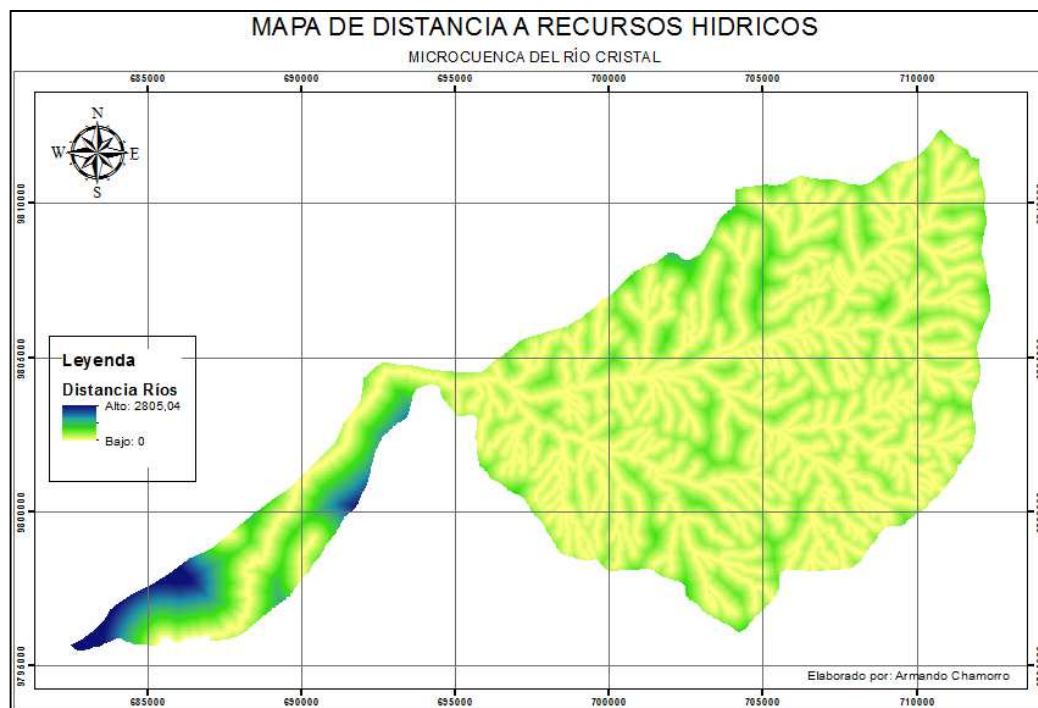 MAPA DE DISTANCIA A RECURSOS HIDRICOS
MICROCUENCA DEL RÍO CRISTAL
685000 690000 695000 700000 705000 710000
N
W E
S
9810000
9805000
Leyenda
Distancia Ríos
Alto: 2805,04
Bajo: 0
9800000
9795000
Elaborado por: Armando Chamorro
685000 690000 695000 700000 705000 710000